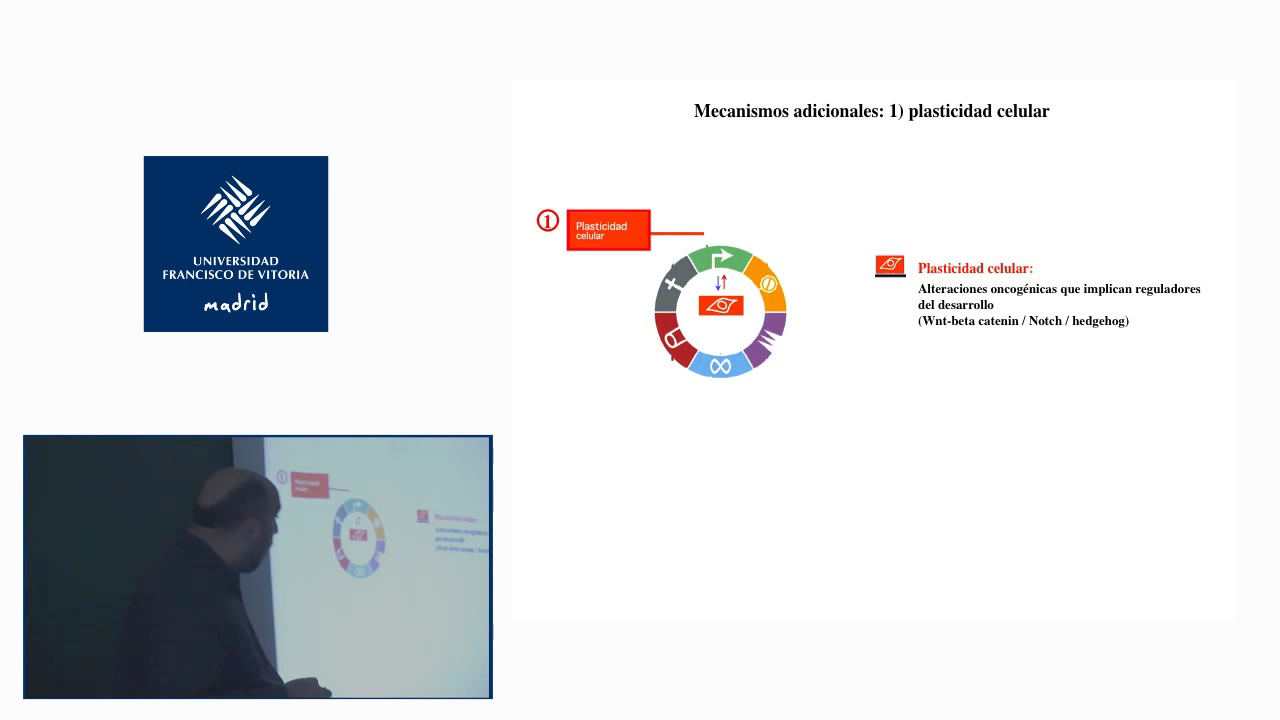 Mecanismos adicionales: 1) plasticidad celular
UNIVERSIDAD
FRANCISCO DE VITORIA
madrid
1
Plasticidad
celular
Plasticidad celular:
Alteraciones oncogénicas que implican reguladores
del desarrollo
(Wnt-beta catenin / Notch / hedgehog)